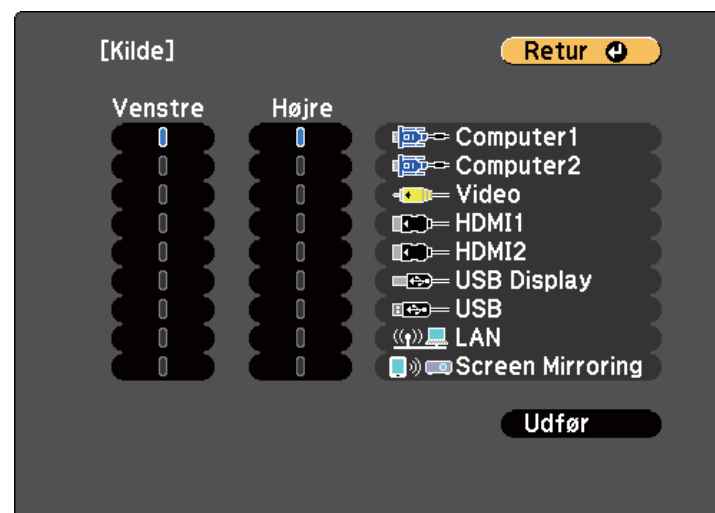 [Kilde]
Retur
Venstre Højre
Computer1
Computer2
Video
HDMI1
HDMI2
USB Display
USB
LAN
Screen Mirroring
Udfør